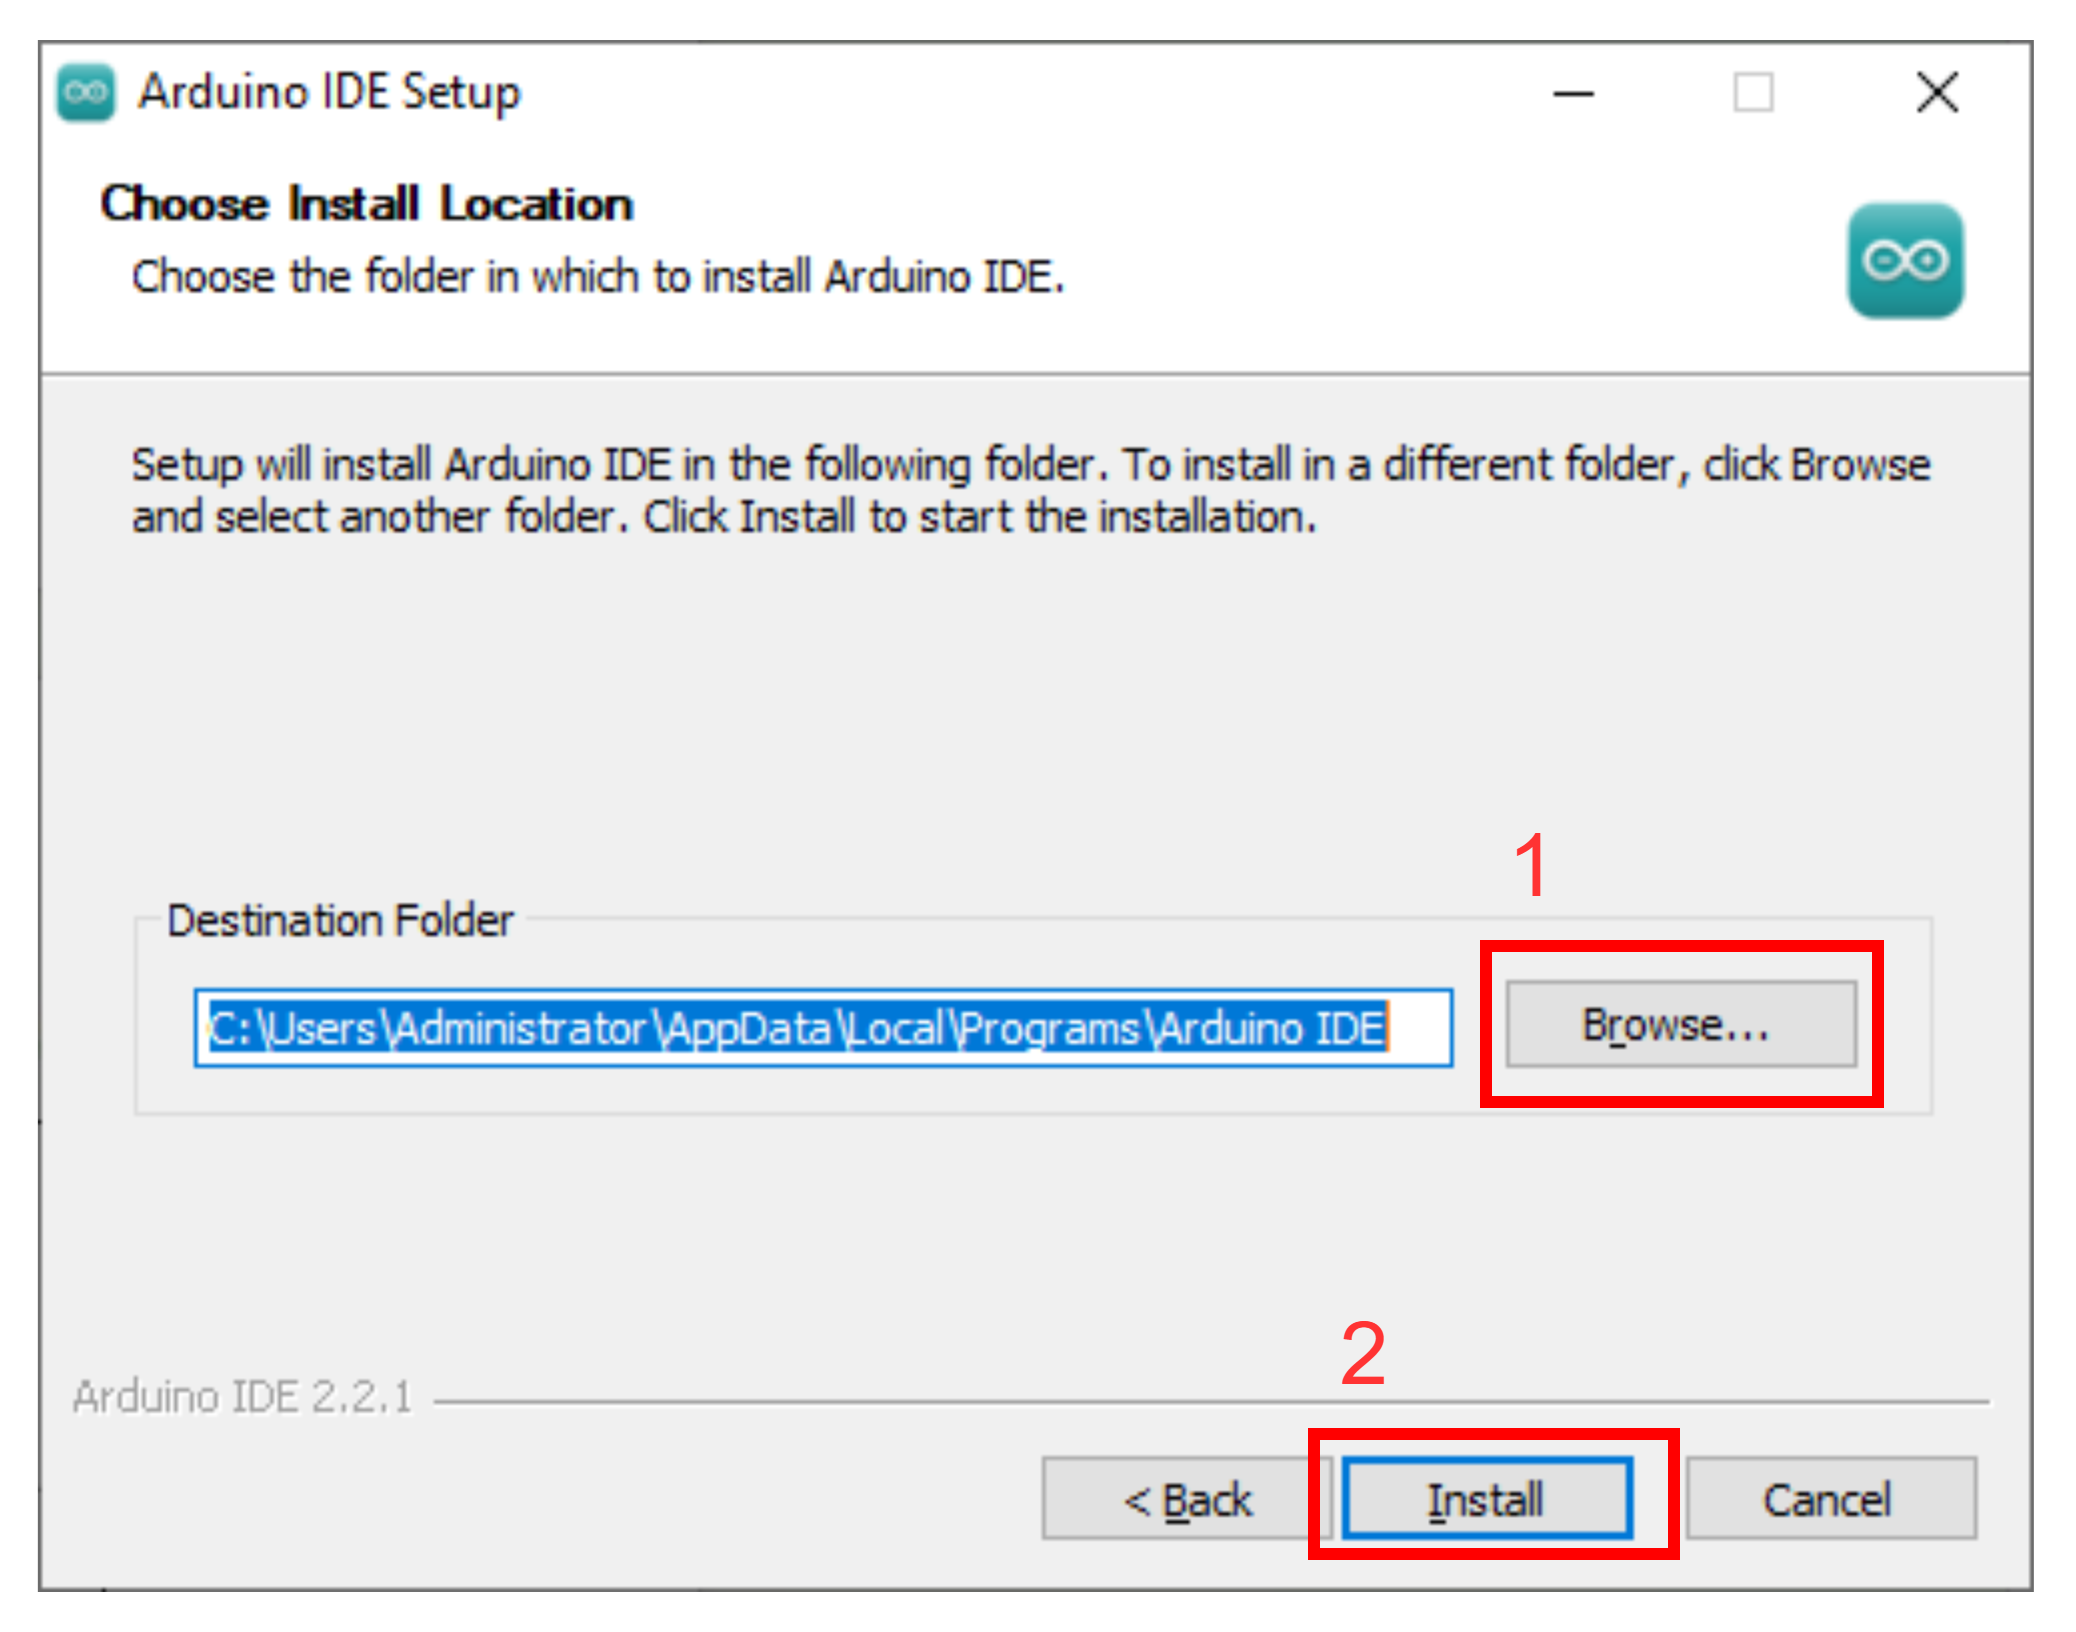 Arduino IDE Setup
Choose Install Location
Choose the folder in which to install Arduino IDE.
Setup will install Arduino IDE in the following folder. To install in a different folder, click Browse
and select another folder. Click Install to start the installation.
1
Destination Folder
C:\Users\Administrator\AppData\Local\Programs\Arduino IDE
Browse...
2
Arduino IDE 2.2.1
< Back
Install
Cancel